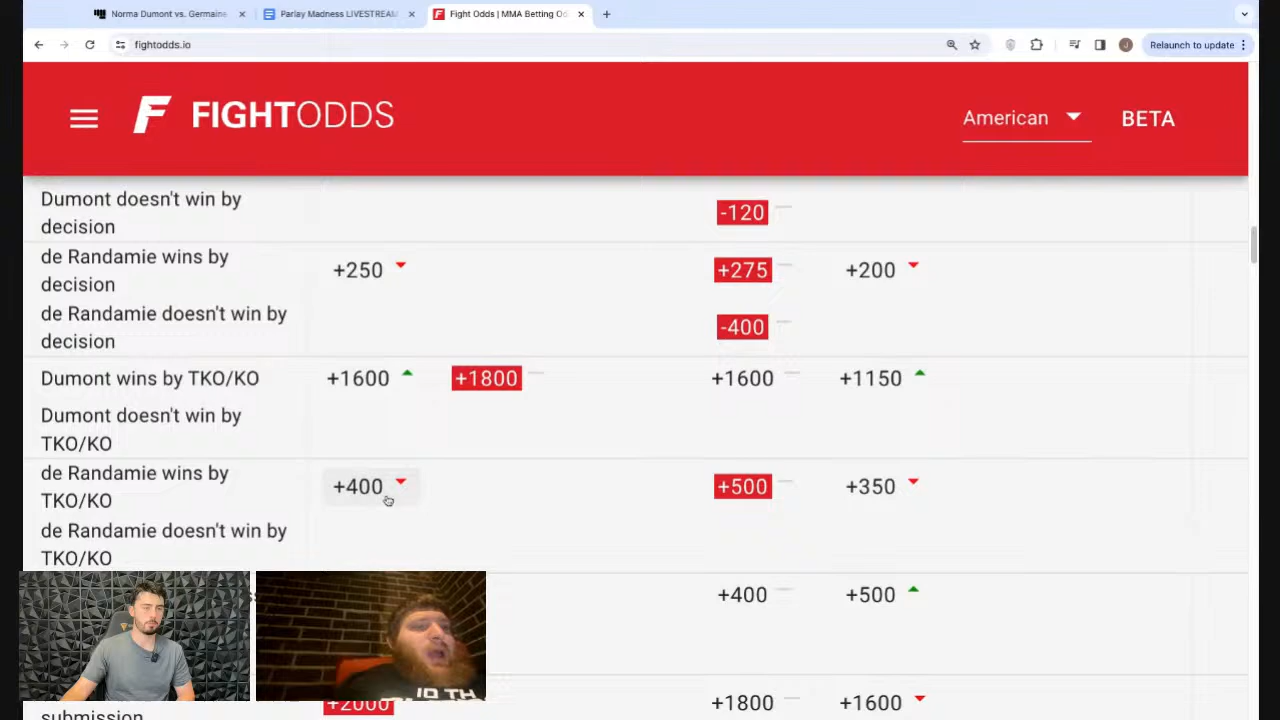 Norma Dumont vs. Germaine
Parlay Madness LIVESTREAM
Fight Odds | MMA Betting Od
fightodds.io
Relaunch to update
F FIGHTODDS
American
BETA
Dumont doesn't win by
decision
-120
de Randamie wins by
decision
+250 +275 +200
de Randamie doesn't win by
decision
-400
Dumont wins by TKO/KO +1600 +1800 +1600 +1150
Dumont doesn't win by
TKO/KO
de Randamie wins by
TKO/KO
+400 +500 +350
de Randamie doesn't win by
TKO/KO
+400 +500
+2000 +1800 +1600
submission
IO TH